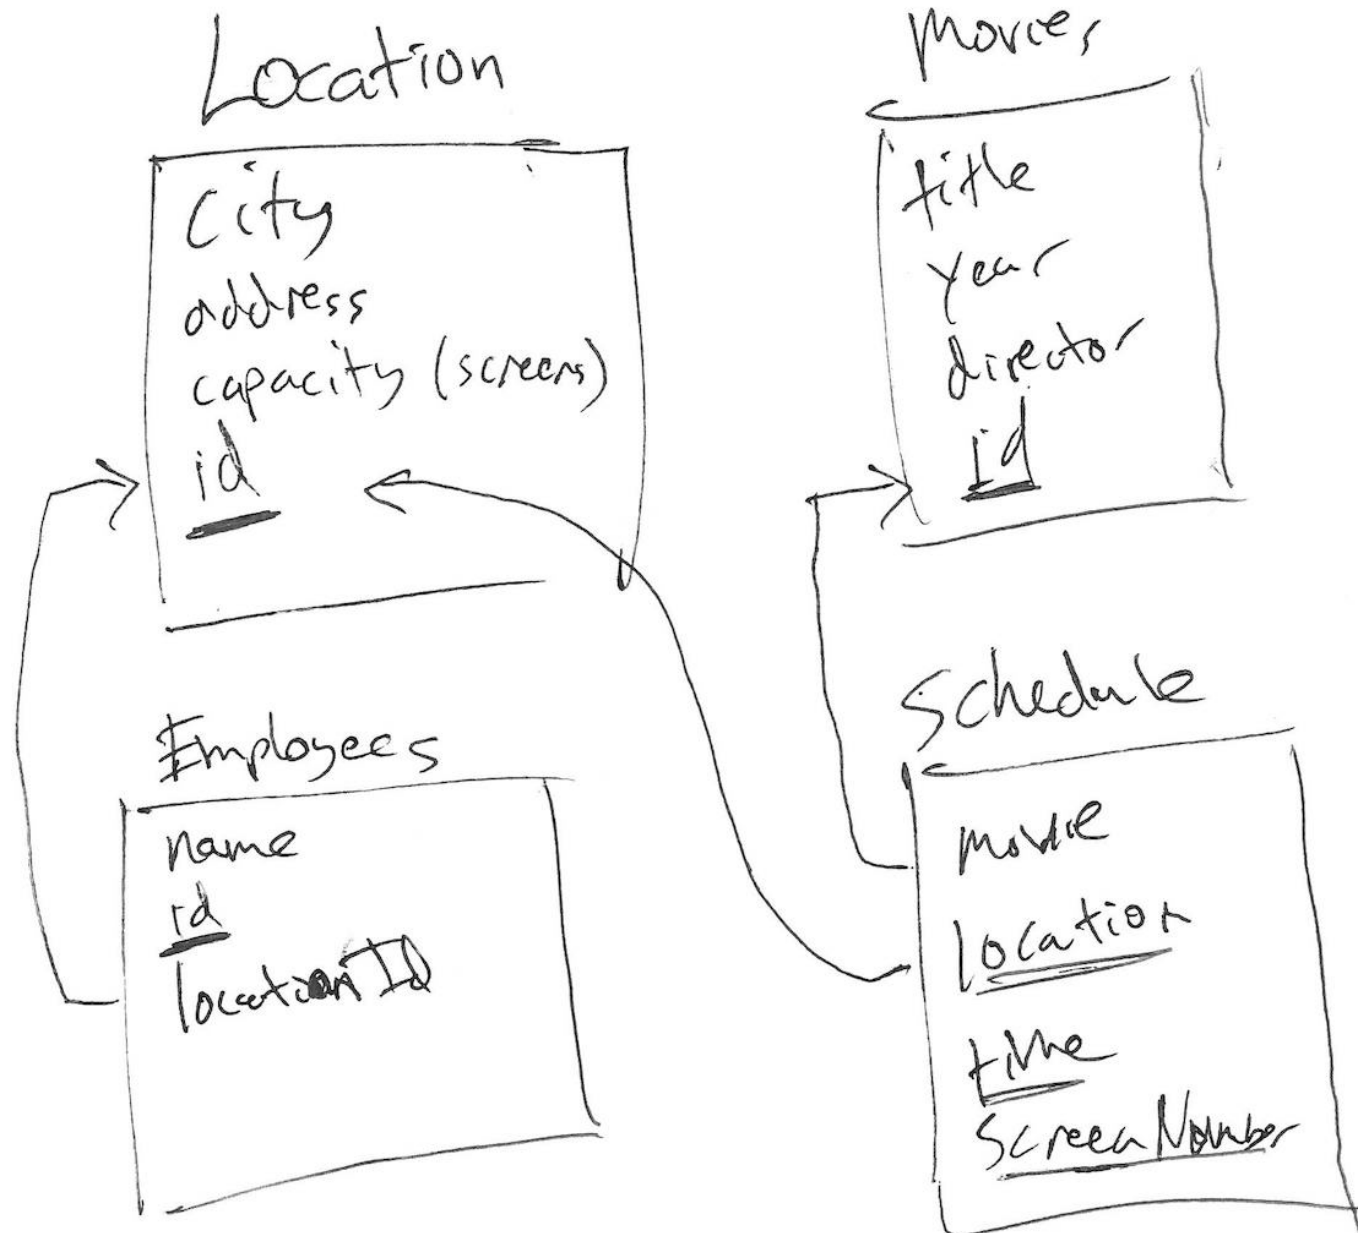 Location
City
address
capacity (screens)
id
Movies
title
year
director
id
Employees
name
id
locationId
Schedule
movie
location
time
screenNumber